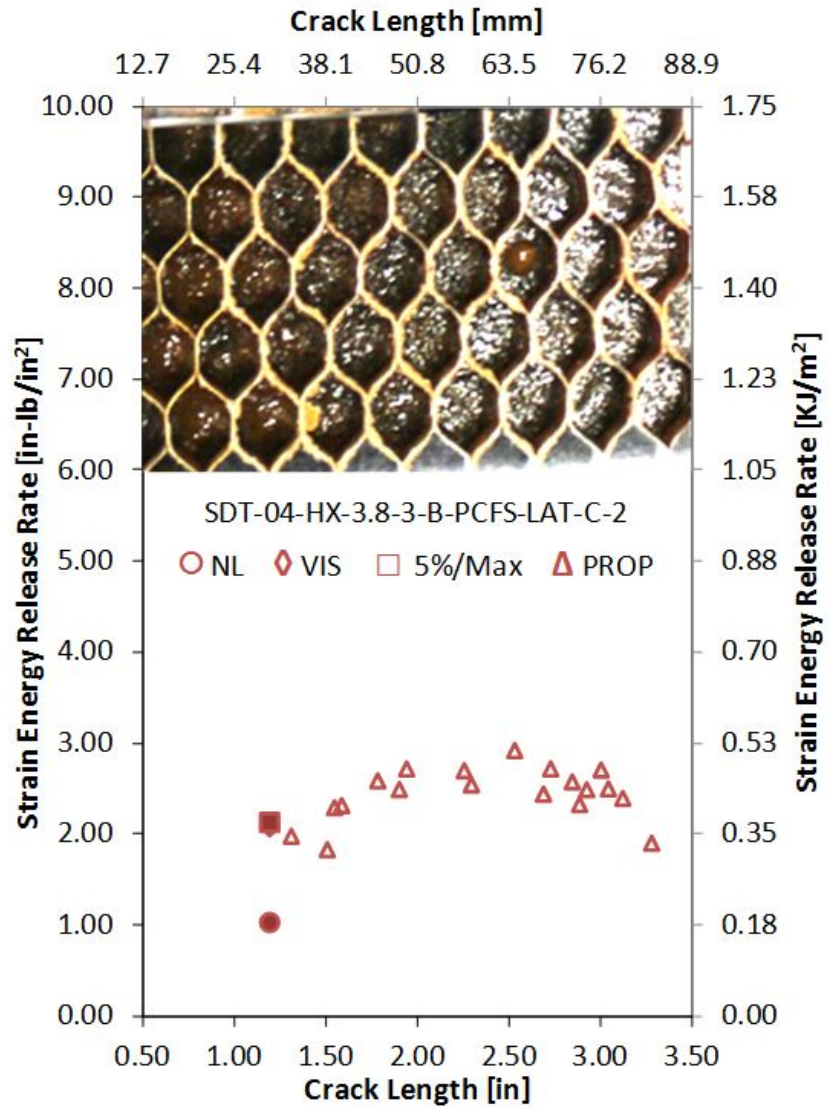 Crack Length [mm]
12.7 25.4 38.1 50.8 63.5 76.2 88.9
10.00 1.75
9.00 1.58
8.00 1.40
7.00 1.23
6.00 1.05
5.00 0.88
4.00 0.70
3.00 0.53
2.00 0.35
1.00 0.18
0.00 0.00
Strain Energy Release Rate [in-lb/in²]
Strain Energy Release Rate [KJ/m²]
SDT-04-HX-3.8-3-B-PCFS-LAT-C-2
NL VIS 5%/Max PROP
0.50 1.00 1.50 2.00 2.50 3.00 3.50
Crack Length [in]